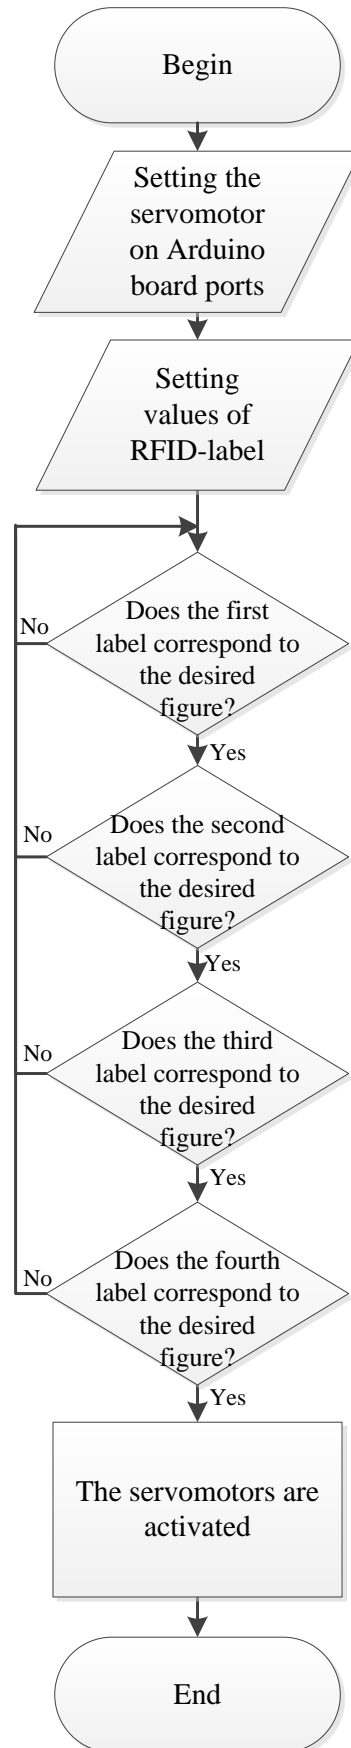 Begin
Setting the
servomotor
on Arduino
board ports
Setting
values of
RFID-label
No
Does the first
label correspond to
the desired
figure?
Yes
No
Does the second
label correspond to
the desired
figure?
Yes
No
Does the third
label correspond to
the desired
figure?
Yes
No
Does the fourth
label correspond to
the desired
figure?
Yes
The servomotors are
activated
End